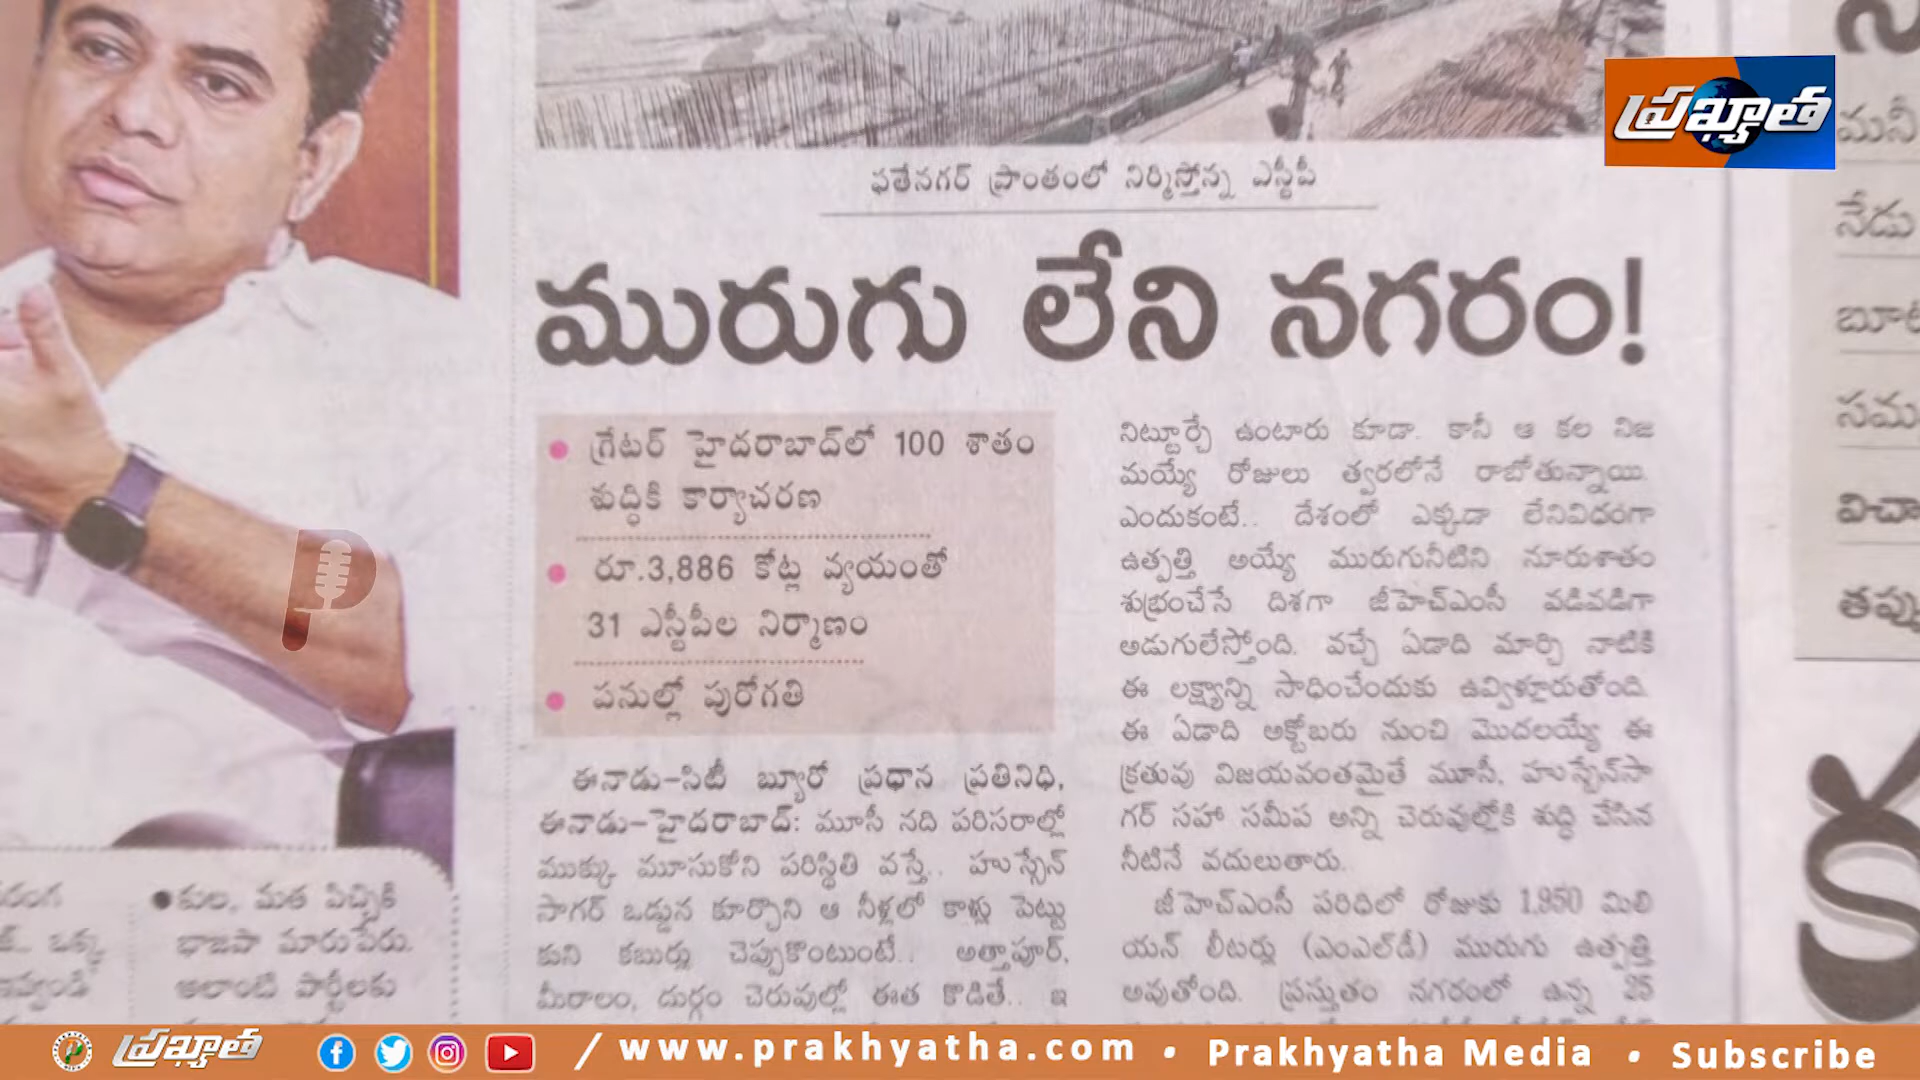 ప్రఖ్యాత
ఫతేనగర్ ప్రాంతంలో నిర్మిస్తోన్న ఎస్టీపీ
మురుగు లేని నగరం!
• గ్రేటర్ హైదరాబాద్‌లో 100 శాతం
శుద్ధికి కార్యాచరణ
• రూ.3,886 కోట్ల వ్యయంతో
31 ఎస్టీపీల నిర్మాణం
• పనుల్లో పురోగతి
ఈనాడు-సిటీ బ్యూరో ప్రధాన ప్రతినిధి,
ఈనాడు-హైదరాబాద్: మూసీ నది పరిసరాల్లో
ముక్కు మూసుకోని పరిస్థితి వస్తే.. హుస్సేన్
సాగర్ ఒడ్డున కూర్చొని ఆ నీళ్లలో కాళ్లు పెట్టు
కుని కబుర్లు చెప్పుకొంటుంటే.. అత్తాపూర్,
మీరాలం, దుర్గం చెరువుల్లో ఈత కొడితే.. ఇ
నిట్టూర్చే ఉంటారు కూడా. కానీ ఆ కల నిజ
మయ్యే రోజులు త్వరలోనే రాబోతున్నాయి.
ఎందుకంటే.. దేశంలో ఎక్కడా లేనివిధంగా
ఉత్పత్తి అయ్యే మురుగునీటిని నూరుశాతం
శుభ్రంచేసే దిశగా జీహెచ్ఎంసీ వడివడిగా
అడుగులేస్తోంది. వచ్చే ఏడాది మార్చి నాటికి
ఈ లక్ష్యాన్ని సాధించేందుకు ఉవ్విళ్లూరుతోంది.
ఈ ఏడాది అక్టోబరు నుంచి మొదలయ్యే ఈ
క్రతువు విజయవంతమైతే మూసీ, హుస్సేన్‌సా
గర్ సహా సమీప అన్ని చెరువుల్లోకి శుద్ధి చేసిన
నీటినే వదులుతారు.
జీహెచ్ఎంసీ పరిధిలో రోజుకు 1,950 మిలి
యన్ లీటర్లు (ఎంఎల్‌డీ) మురుగు ఉత్పత్తి
అవుతోంది. ప్రస్తుతం నగరంలో ఉన్న 25
• కుల, మత పిచ్చికి
భాజపా మారుపేరు.
అలాంటి పార్టీలకు
నేడు
ప్రఖ్యాత / www.prakhyatha.com • Prakhyatha Media • Subscribe